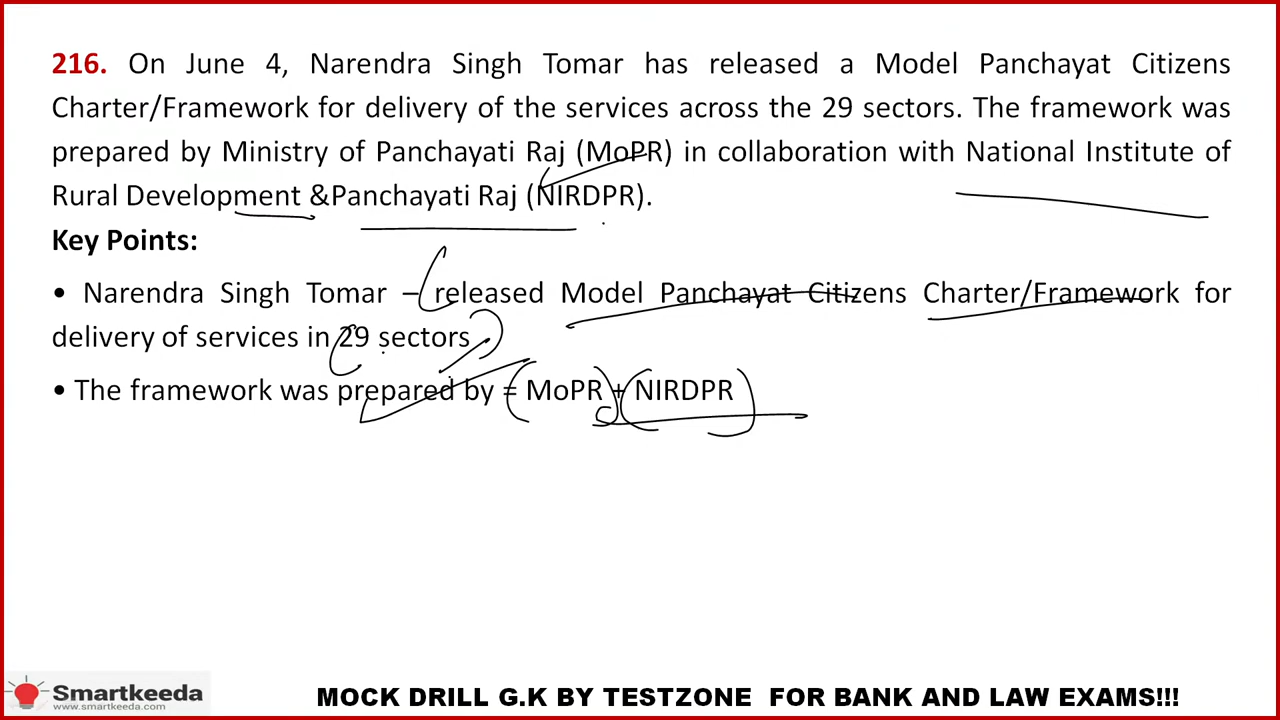 216. On June 4, Narendra Singh Tomar has released a Model Panchayat Citizens
Charter/Framework for delivery of the services across the 29 sectors. The framework was
prepared by Ministry of Panchayati Raj (MoPR) in collaboration with National Institute of
Rural Development &Panchayati Raj (NIRDPR).
Key Points:
• Narendra Singh Tomar – released Model Panchayat Citizens Charter/Framework for
delivery of services in 29 sectors
• The framework was prepared by = MoPR + NIRDPR
Smartkeeda
www.smartkeeda.com
MOCK DRILL G.K BY TESTZONE FOR BANK AND LAW EXAMS!!!